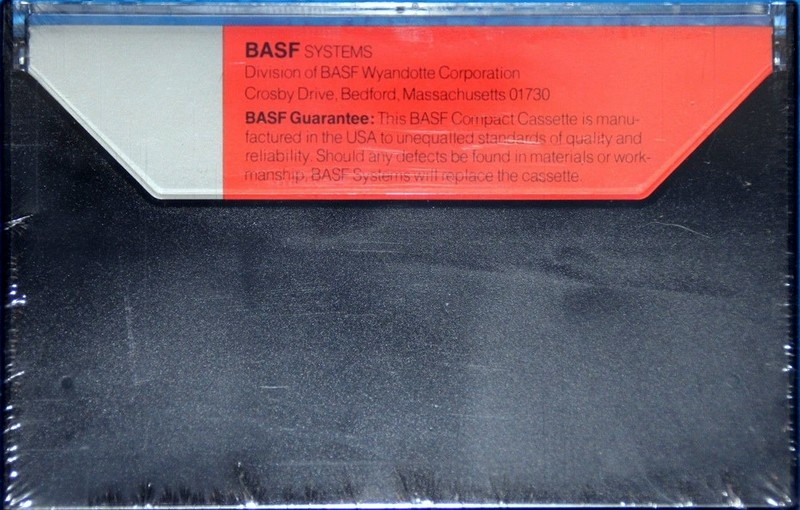 BASF SYSTEMS
Division of BASF Wyandotte Corporation
Crosby Drive, Bedford, Massachusetts 01730
BASF Guarantee: This BASF Compact Cassette is manu-
factured in the USA to unequalled standards of quality and
reliability. Should any defects be found in materials or work-
manship, BASF Systems will replace the cassette.